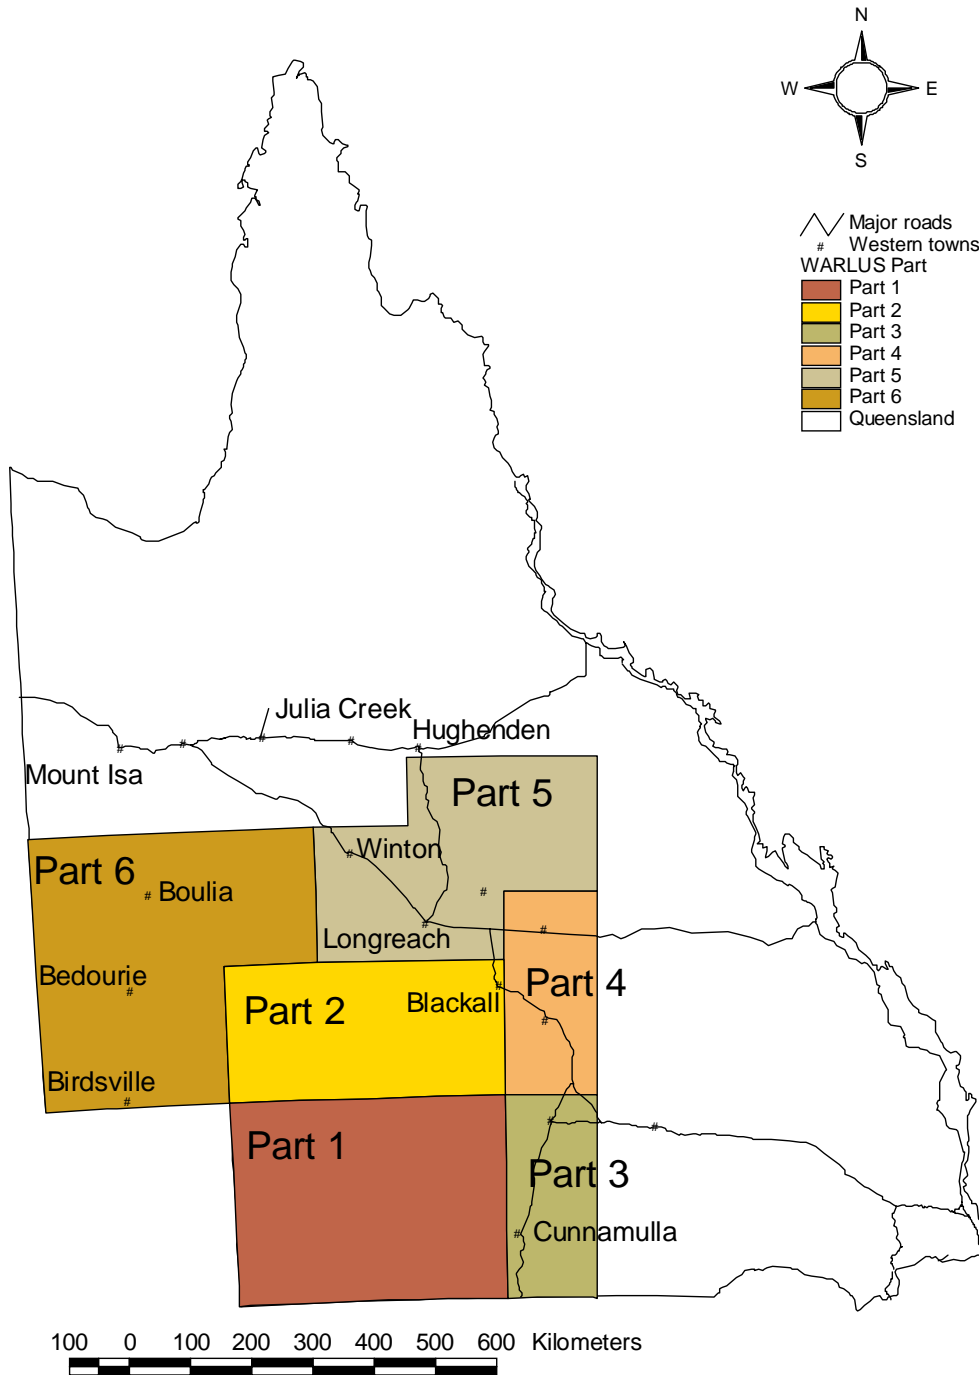 N
W
E
S
Major roads
# Western towns
WARLUS Part
Part 1
Part 2
Part 3
Part 4
Part 5
Part 6
Queensland
Julia Creek
Hughenden
Mount Isa
Part 5
Winton
Part 6
Boulia
Longreach
Bedourie
Part 4
Blackall
Part 2
Birdsville
Part 1
Part 3
Cunnamulla
100 0 100 200 300 400 500 600 Kilometers